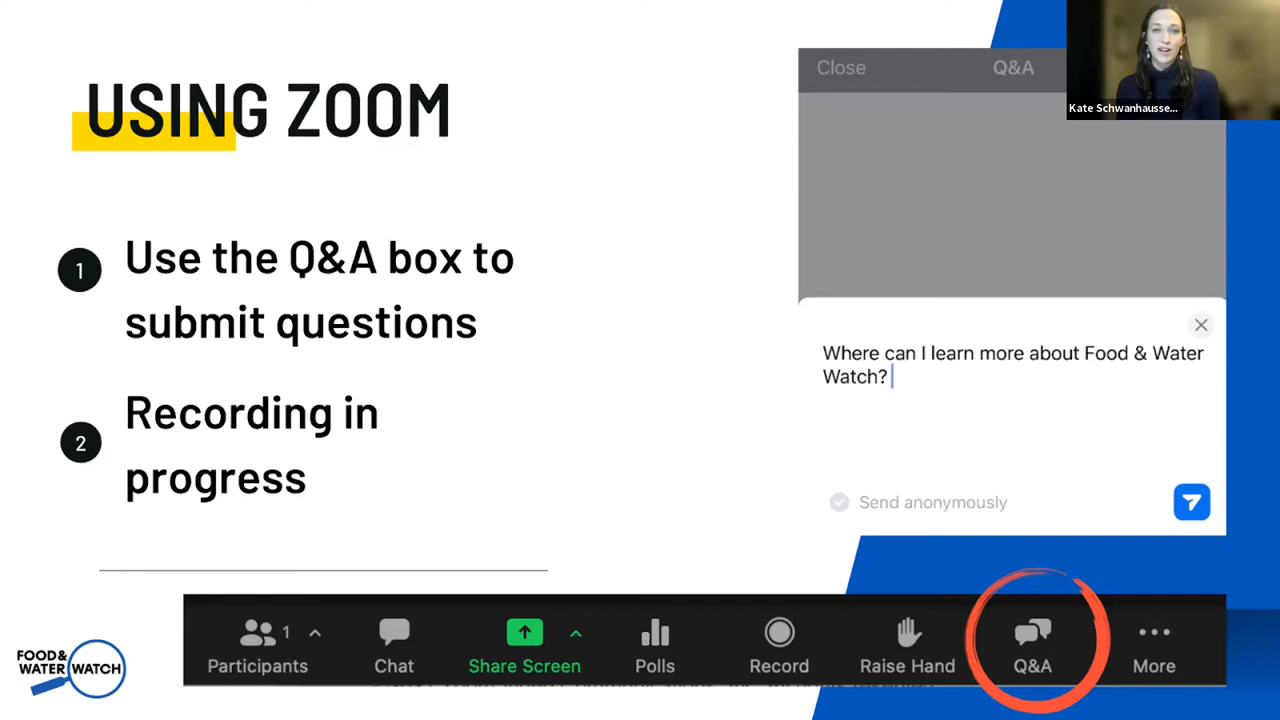 USING ZOOM
1
Use the Q&A box to
submit questions
2
Recording in
progress
Close
Q&A
Kate Schwanhausse...
Where can I learn more about Food & Water
Watch?
Send anonymously
FOOD &
WATER WATCH
1
Participants
Chat
Share Screen
Polls
Record
Raise Hand
Q&A
More